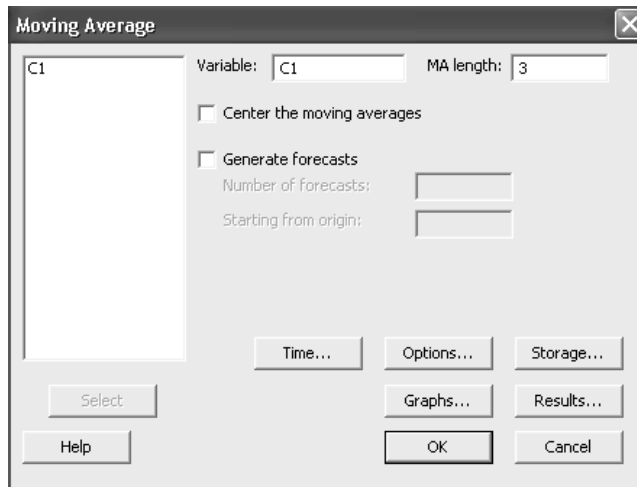 Moving Average
C1
Variable: C1 MA length: 3
Center the moving averages
Generate forecasts
Number of forecasts:
Starting from origin:
Time... Options... Storage...
Select Graphs... Results...
Help OK Cancel